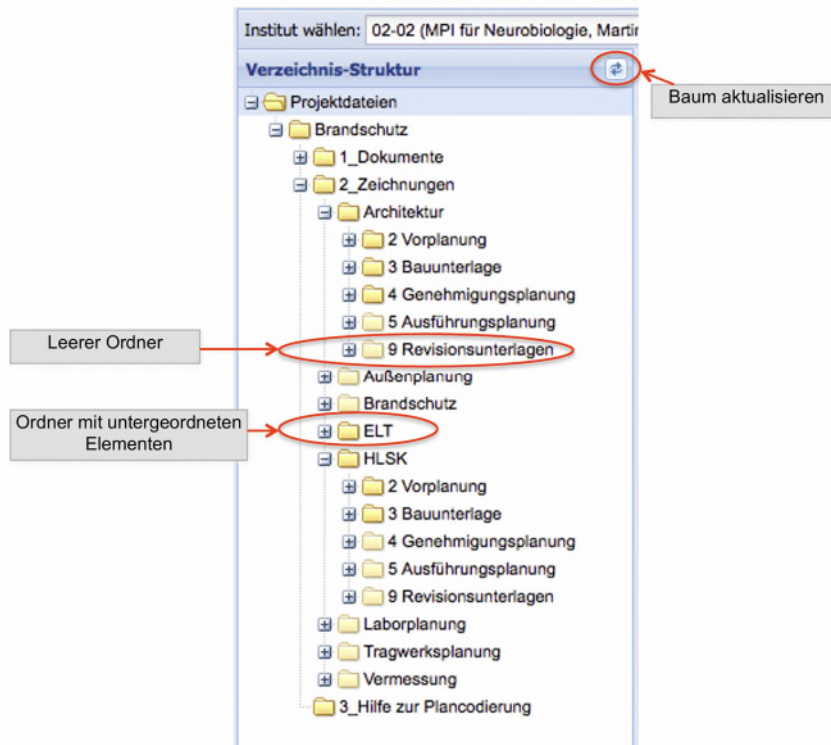 Institut wählen: 02-02 (MPI für Neurobiologie, Martin
Verzeichnis-Struktur
Baum aktualisieren
Projektdateien
Brandschutz
1_Dokumente
2_Zeichnungen
Architektur
2 Vorplanung
3 Bauunterlage
4 Genehmigungsplanung
5 Ausführungsplanung
Leerer Ordner
9 Revisionsunterlagen
Außenplanung
Brandschutz
Ordner mit untergeordneten
Elementen
ELT
HLSK
2 Vorplanung
3 Bauunterlage
4 Genehmigungsplanung
5 Ausführungsplanung
9 Revisionsunterlagen
Laborplanung
Tragwerksplanung
Vermessung
3_Hilfe zur Plancodierung